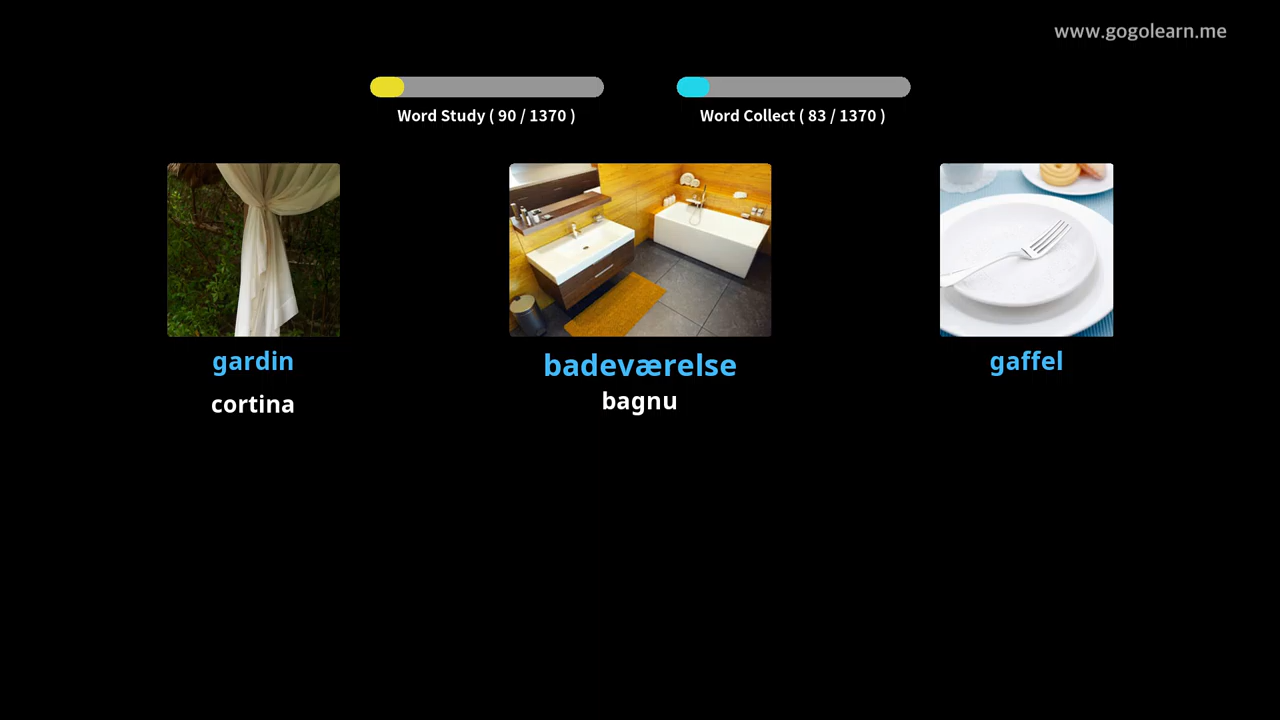 www.gogolearn.me
Word Study ( 90 / 1370 )
Word Collect ( 83 / 1370 )
gardin
cortina
badeværelse
bagnu
gaffel